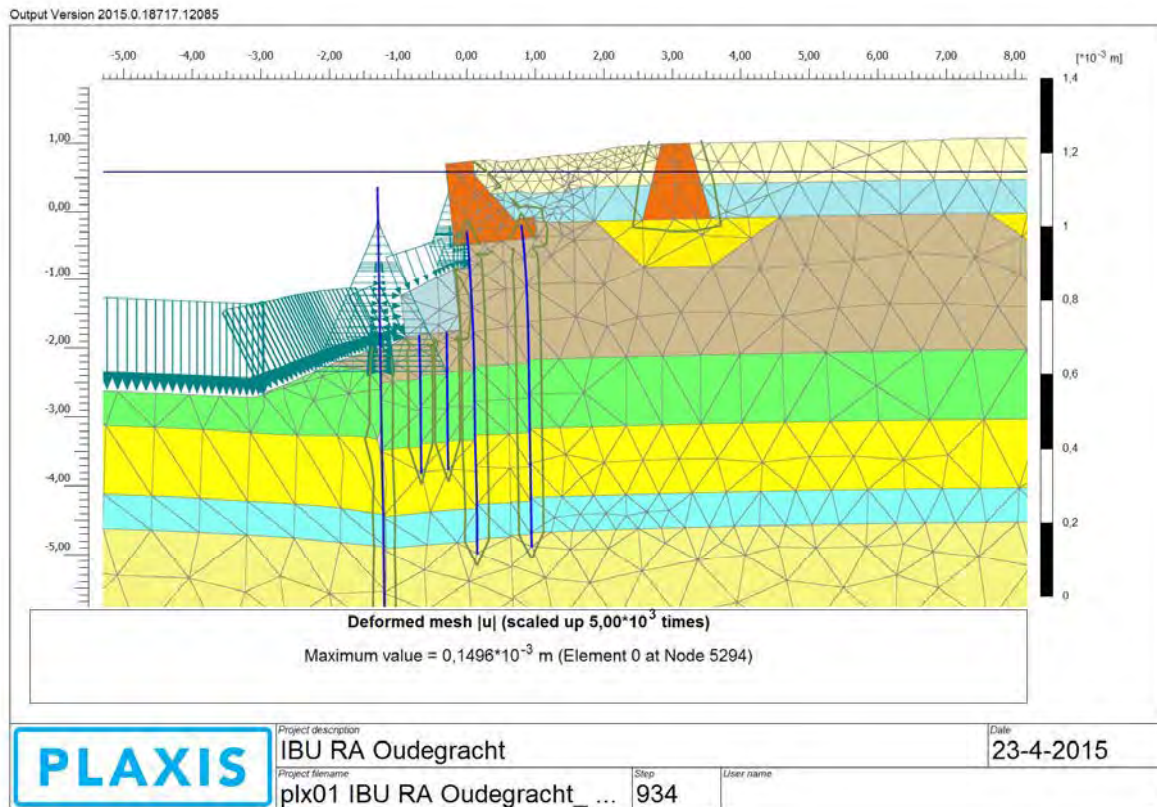 Output Version 2015.0.18717.12085
-5,00 -4,00 -3,00 -2,00 -1,00 0,00 1,00 2,00 3,00 4,00 5,00 6,00 7,00 8,00
[*10⁻³ m]
1,4
1,2
1
0,8
0,6
0,4
0,2
0
1,00
0,00
-1,00
-2,00
-3,00
-4,00
-5,00
Deformed mesh |u| (scaled up 5,00*10³ times)
Maximum value = 0,1496*10⁻³ m (Element 0 at Node 5294)
PLAXIS
Project description
IBU RA Oudegracht
Date
23-4-2015
Project filename
plx01 IBU RA Oudegracht_ ...
Step
934
User name